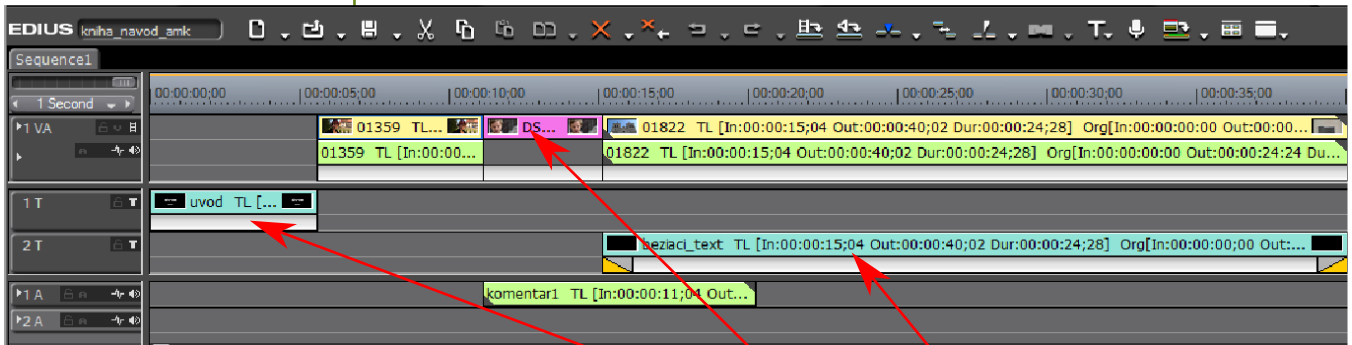 EDIUS kniha_navod_amk
Sequence1
1 Second
00:00:00;00 00:00:05;00 00:00:10;00 00:00:15;00 00:00:20;00 00:00:25;00 00:00:30;00 00:00:35;00
1 VA 01359 TL... DS... 01822 TL [In:00:00:15;04 Out:00:00:40;02 Dur:00:00:24;28] Org[In:00:00:00:00 Out:00:00...
01359 TL [In:00:00... 01822 TL [In:00:00:15;04 Out:00:00:40;02 Dur:00:00:24;28] Org[In:00:00:00:00 Out:00:00:24:24 Du...
1 T T uvod TL [...
2 T T beziaci_text TL [In:00:00:15;04 Out:00:00:40;02 Dur:00:00:24;28] Org[In:00:00:00;00 Out:...
1 A komentar1 TL [In:00:00:11;04 Out...
2 A